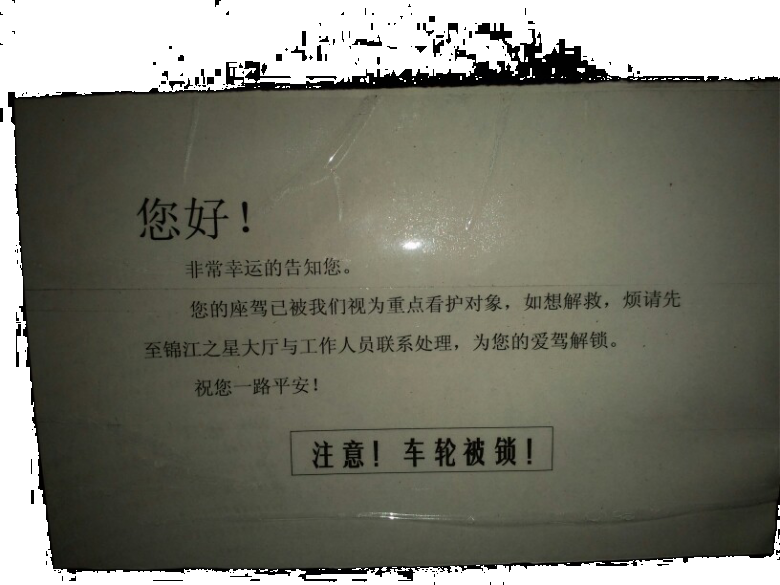 您好！
非常幸运的告知您。
您的座驾已被我们视为重点看护对象，如想解救，烦请先
至锦江之星大厅与工作人员联系处理，为您的爱驾解锁。
祝您一路平安！
注意！车轮被锁！